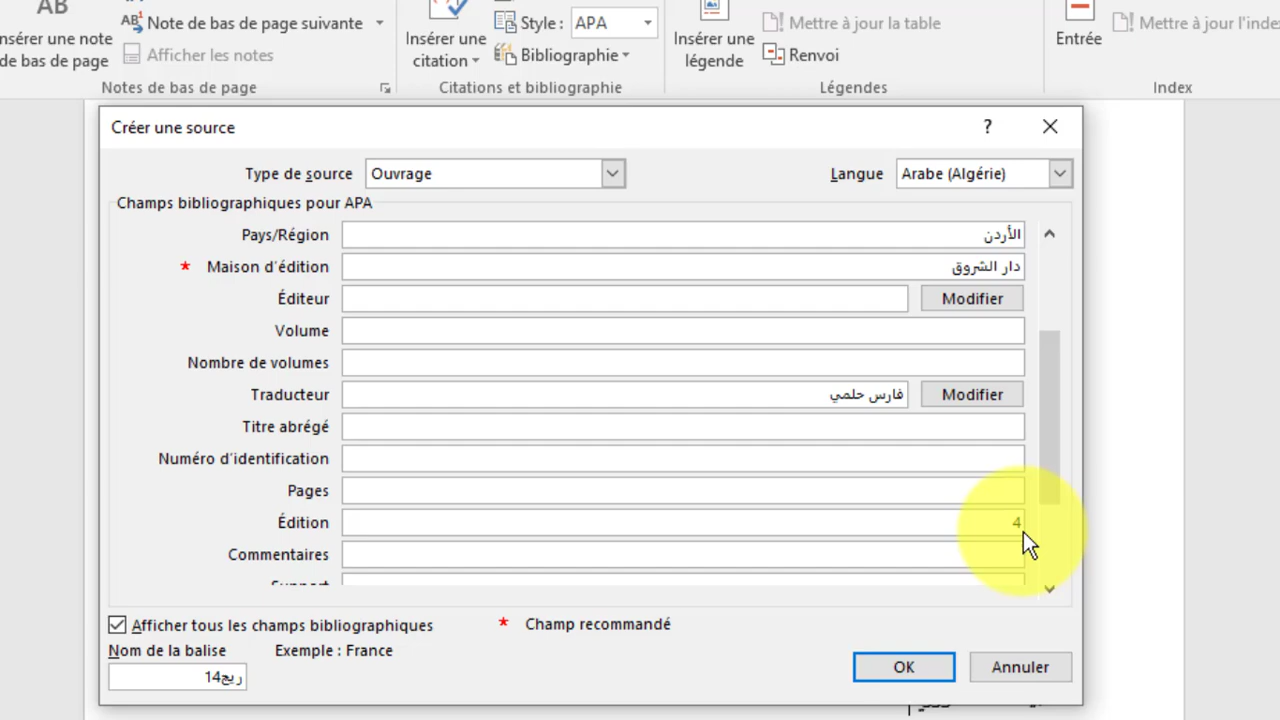 AB
AB¹ Note de bas de page suivante
Style : APA
Insérer une
citation
Insérer une note
de bas de page
Afficher les notes
Bibliographie
Insérer une
légende
Mettre à jour la table
Renvoi
Entrée
Mettre à jour l'index
Notes de bas de page
Citations et bibliographie
Légendes
Index
Créer une source
?
Type de source Ouvrage
Langue Arabe (Algérie)
Champs bibliographiques pour APA
Pays/Région الأردن
* Maison d'édition دار الشروق
Éditeur Modifier
Volume
Nombre de volumes
Traducteur فارس حلمي Modifier
Titre abrégé
Numéro d'identification
Pages
Édition 4
Commentaires
Support
Afficher tous les champs bibliographiques
* Champ recommandé
Nom de la balise Exemple : France
ريج14
OK Annuler